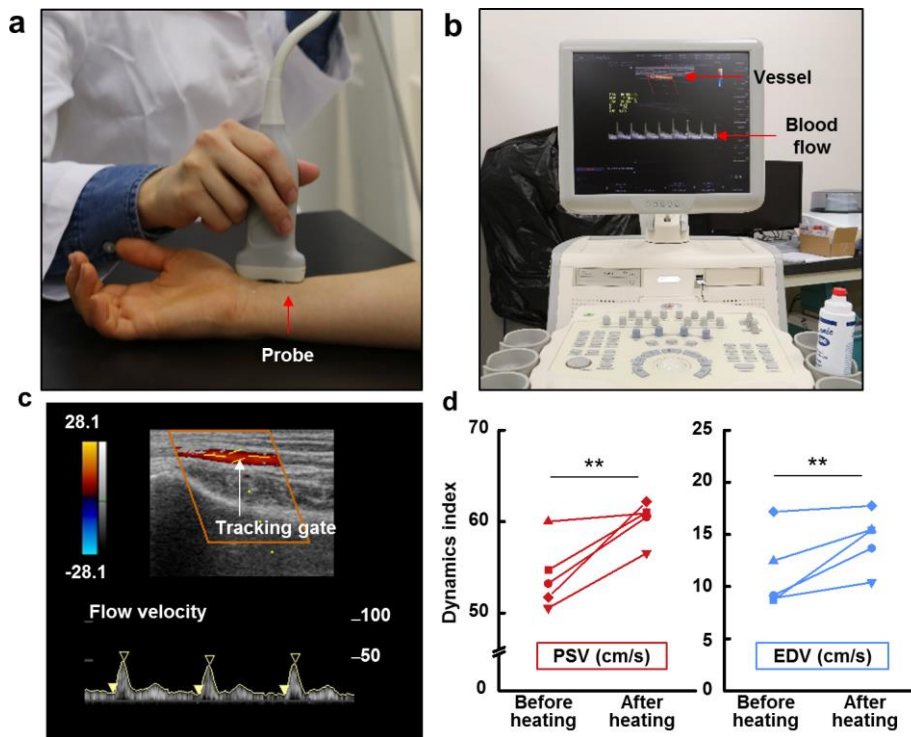 a
Probe
b
Vessel
Blood
flow
c
28.1
-28.1
Tracking gate
Flow velocity
–100
–50
d
Dynamics index
70
60
50
0
**
PSV (cm/s)
Before
heating
After
heating
25
20
15
10
5
0
**
EDV (cm/s)
Before
heating
After
heating